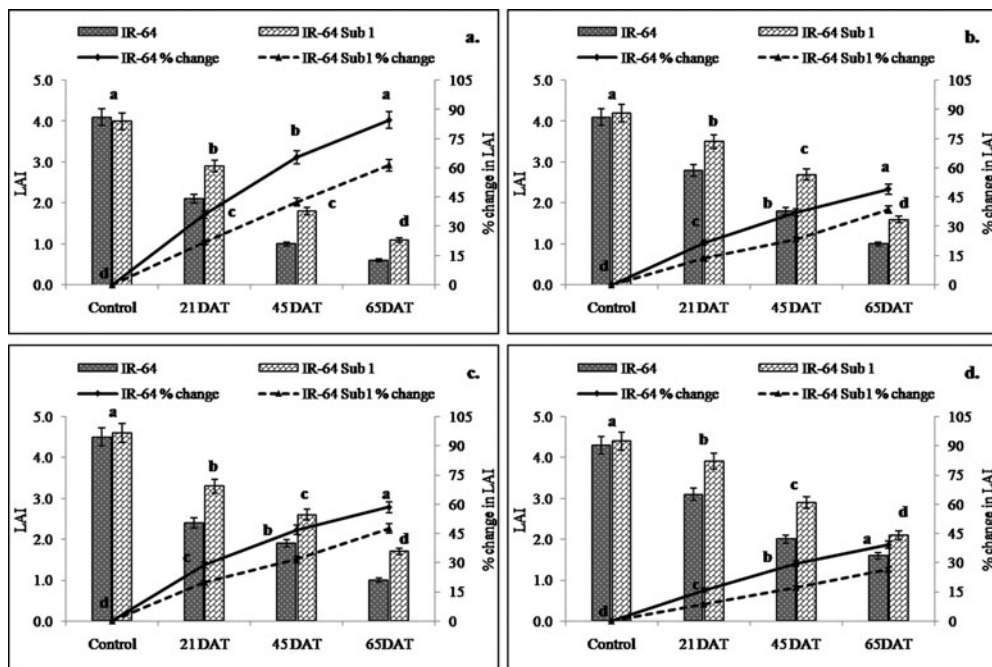 IR-64 IR-64 Sub 1 a.
IR-64 % change IR-64 Sub1 % change
5.0 105
a a 90
4.0
b 75
3.0 b 60
2.0 c c 45
d 30
1.0 15
d
0.0 0
Control 21 DAT 45 DAT 65DAT
LAI
% change in LAI
IR-64 IR-64 Sub 1 b.
IR-64 % change IR-64 Sub1 % change
5.0 105
a 90
4.0 b
75
3.0 c a 60
2.0 b d 45
c 30
1.0 15
d
0.0 0
Control 21 DAT 45 DAT 65DAT
LAI
% change in LAI
IR-64 IR-64 Sub 1 c.
IR-64 % change IR-64 Sub1 % change
5.0 a 105
90
4.0 b
75
3.0 c a 60
2.0 b d 45
c 30
1.0 15
d
0.0 0
Control 21 DAT 45 DAT 65DAT
LAI
% change in LAI
IR-64 IR-64 Sub 1 d.
IR-64 % change IR-64 Sub1 % change
5.0 a 105
b 90
4.0
c 75
3.0 d 60
2.0 b a 45
c 30
1.0 15
d
0.0 0
Control 21 DAT 45 DAT 65DAT
LAI
% change in LAI